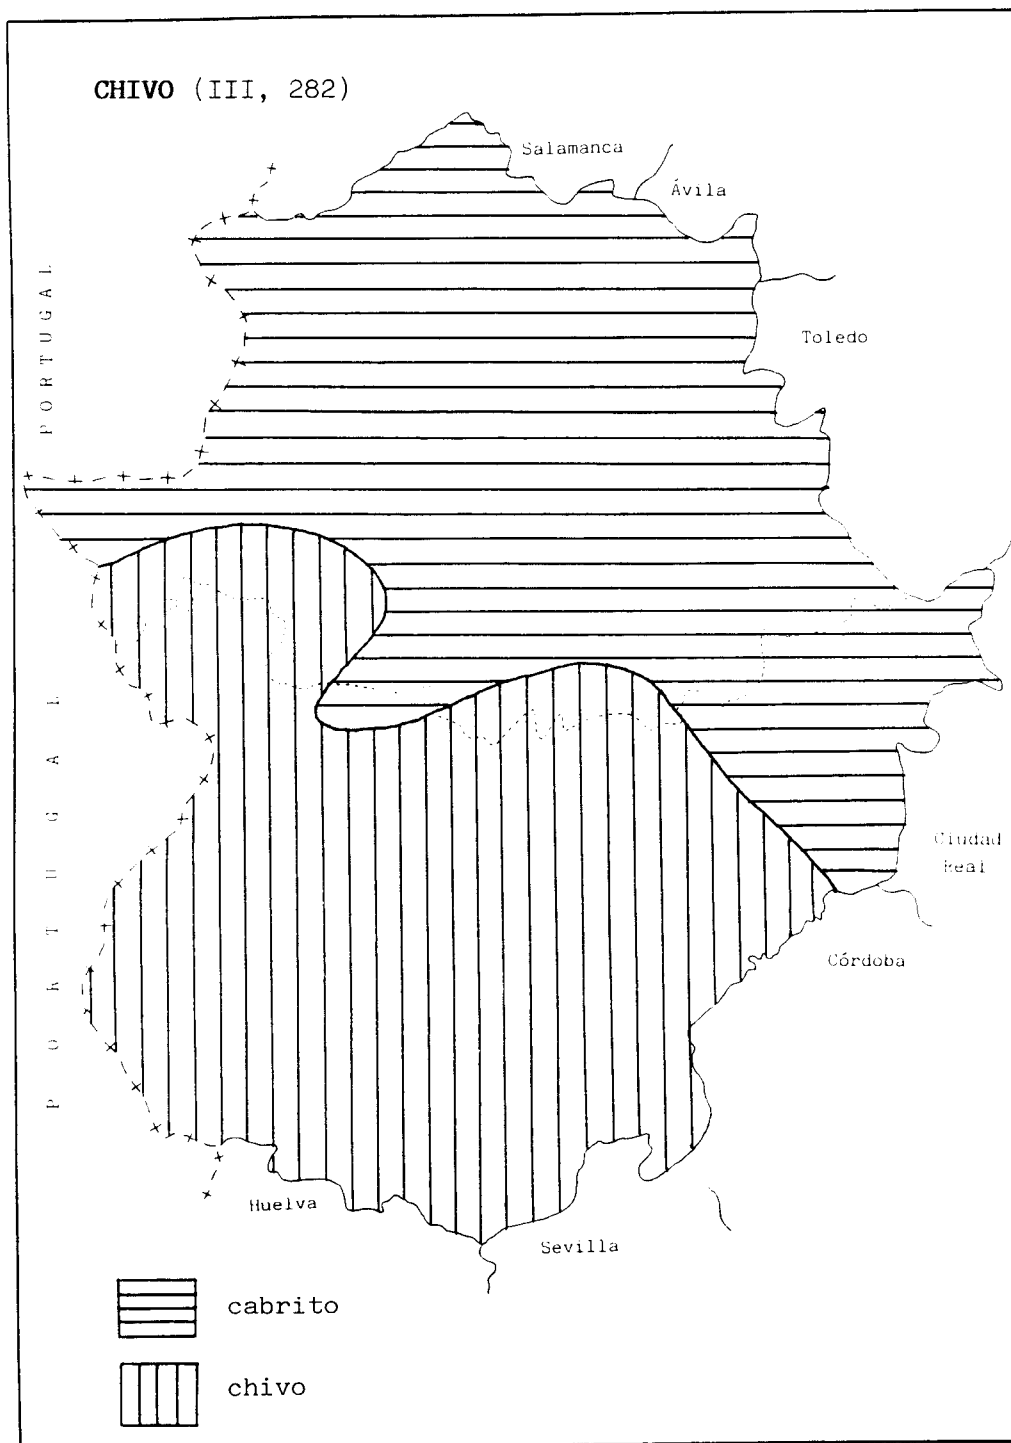 CHIVO (III, 282)
Salamanca
Ávila
PORTUGAL
Toledo
PORTUGAL
Ciudad
Real
Córdoba
Huelva
Sevilla
cabrito
chivo